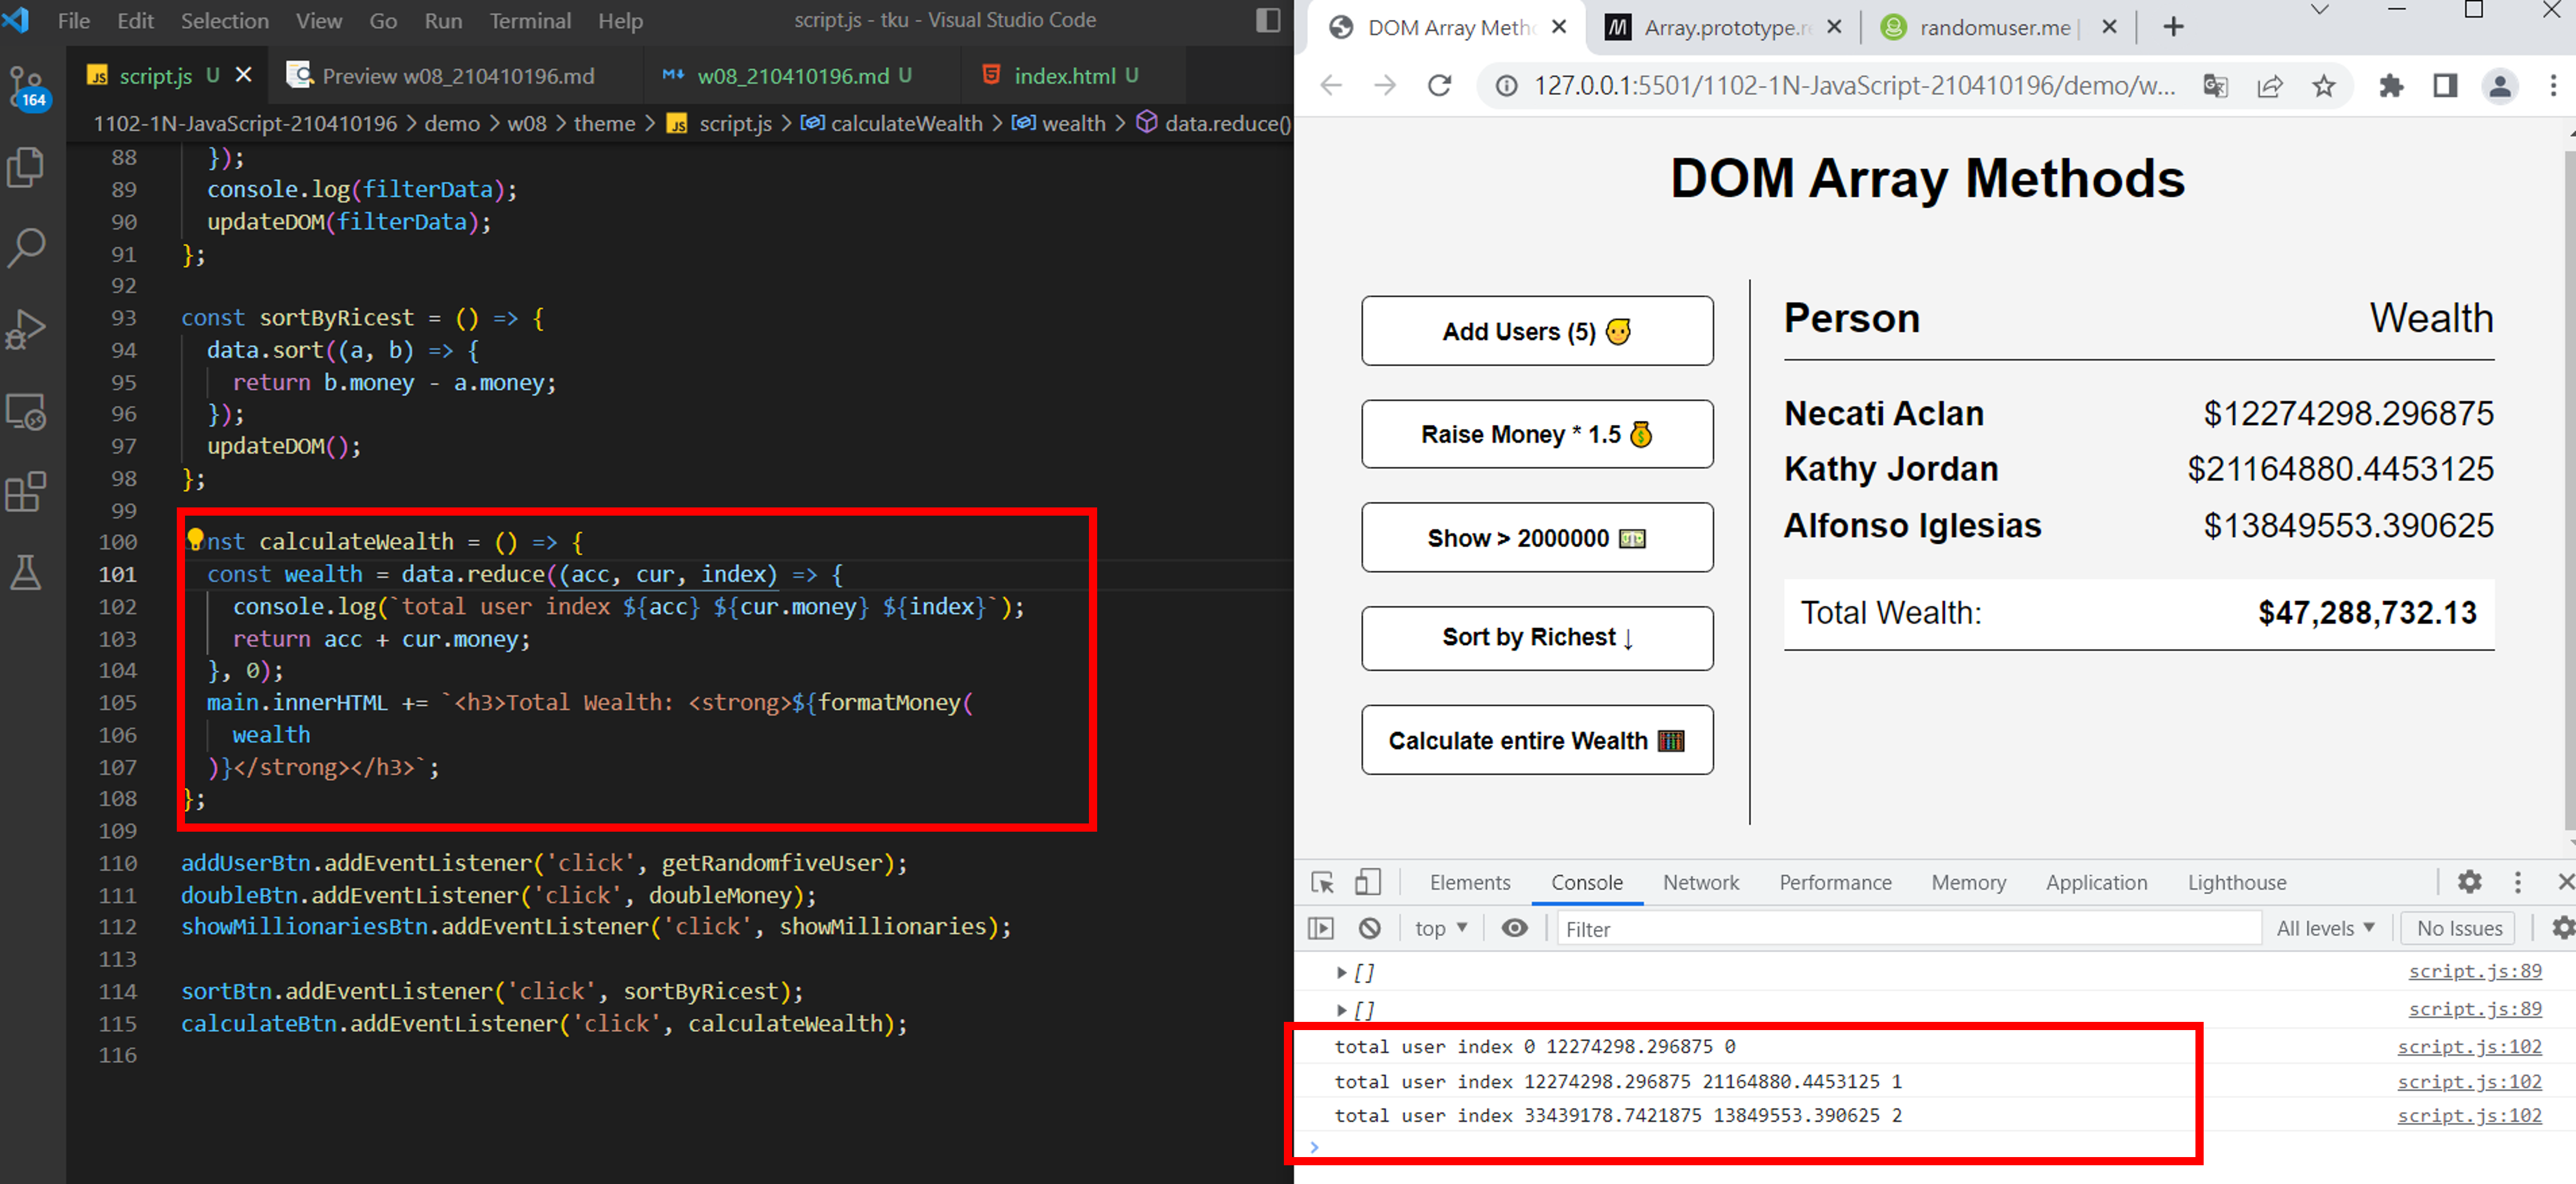 File Edit Selection View Go Run Terminal Help
script.js - tku - Visual Studio Code
script.js U
Preview w08_210410196.md
w08_210410196.md U
index.html U
1102-1N-JavaScript-210410196 > demo > w08 > theme > JS script.js > calculateWealth > wealth > data.reduce()
164
88 });
89 console.log(filterData);
90 updateDOM(filterData);
91 };
92
93 const sortByRicest = () => {
94 data.sort((a, b) => {
95 return b.money - a.money;
96 });
97 updateDOM();
98 };
99
100 nst calculateWealth = () => {
101 const wealth = data.reduce((acc, cur, index) => {
102 console.log(`total user index ${acc} ${cur.money} ${index}`);
103 return acc + cur.money;
104 }, 0);
105 main.innerHTML += `<h3>Total Wealth: <strong>${formatMoney(
106 wealth
107 )}</strong></h3>`;
108 };
109
110 addUserBtn.addEventListener('click', getRandomfiveUser);
111 doubleBtn.addEventListener('click', doubleMoney);
112 showMillionariesBtn.addEventListener('click', showMillionaries);
113
114 sortBtn.addEventListener('click', sortByRicest);
115 calculateBtn.addEventListener('click', calculateWealth);
116
DOM Array Meth
Array.prototype.r
randomuser.me |
127.0.0.1:5501/1102-1N-JavaScript-210410196/demo/w...
DOM Array Methods
Add Users (5) 👱
Raise Money * 1.5 💰
Show > 2000000 💵
Sort by Richest ↓
Calculate entire Wealth 🧮
Person Wealth
Necati Aclan $12274298.296875
Kathy Jordan $21164880.4453125
Alfonso Iglesias $13849553.390625
Total Wealth: $47,288,732.13
Elements Console Network Performance Memory Application Lighthouse
top ▼ Filter All levels ▼ No Issues
▶ [] script.js:89
▶ [] script.js:89
total user index 0 12274298.296875 0 script.js:102
total user index 12274298.296875 21164880.4453125 1 script.js:102
total user index 33439178.7421875 13849553.390625 2 script.js:102
>